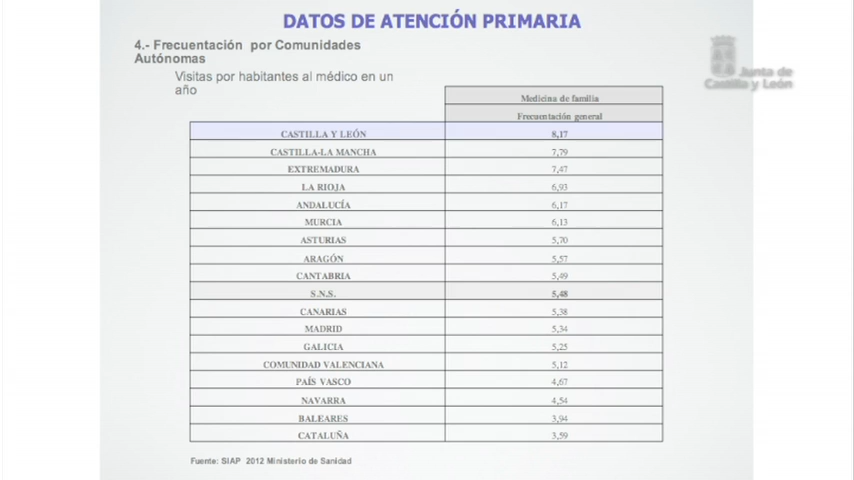 DATOS DE ATENCIÓN PRIMARIA
4.- Frecuentación por Comunidades
Autónomas
Visitas por habitantes al médico en un
año
Junta de
Castilla y León
Medicina de familia
Frecuentación general
CASTILLA Y LEÓN 8,17
CASTILLA-LA MANCHA 7,79
EXTREMADURA 7,47
LA RIOJA 6,93
ANDALUCÍA 6,17
MURCIA 6,13
ASTURIAS 5,70
ARAGÓN 5,57
CANTABRIA 5,49
S.N.S. 5,48
CANARIAS 5,38
MADRID 5,34
GALICIA 5,25
COMUNIDAD VALENCIANA 5,12
PAÍS VASCO 4,67
NAVARRA 4,54
BALEARES 3,94
CATALUÑA 3,59
Fuente: SIAP 2012 Ministerio de Sanidad